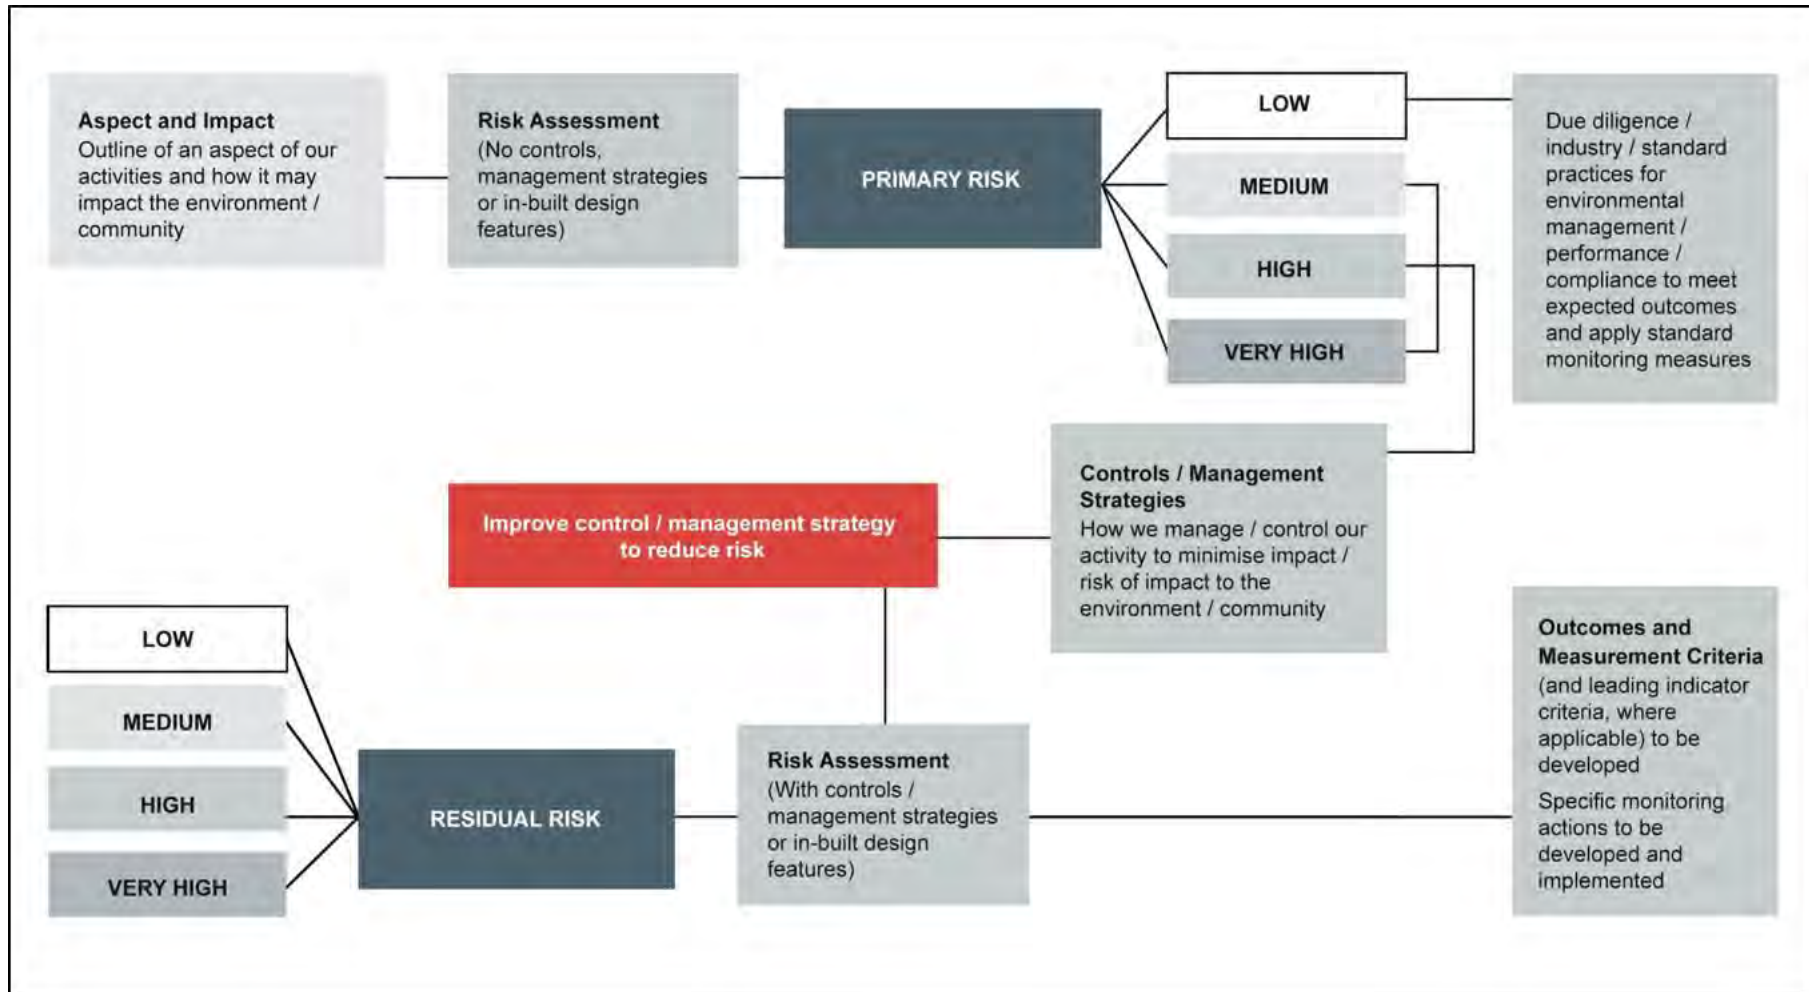 Aspect and Impact
Outline of an aspect of our
activities and how it may
impact the environment /
community
Risk Assessment
(No controls,
management strategies
or in-built design
features)
PRIMARY RISK
LOW
MEDIUM
HIGH
VERY HIGH
Due diligence /
industry / standard
practices for
environmental
management /
performance /
compliance to meet
expected outcomes
and apply standard
monitoring measures
Controls / Management
Strategies
How we manage / control our
activity to minimise impact /
risk of impact to the
environment / community
Improve control / management strategy
to reduce risk
LOW
MEDIUM
HIGH
VERY HIGH
RESIDUAL RISK
Risk Assessment
(With controls /
management strategies
or in-built design
features)
Outcomes and
Measurement Criteria
(and leading indicator
criteria, where
applicable) to be
developed
Specific monitoring
actions to be
developed and
implemented